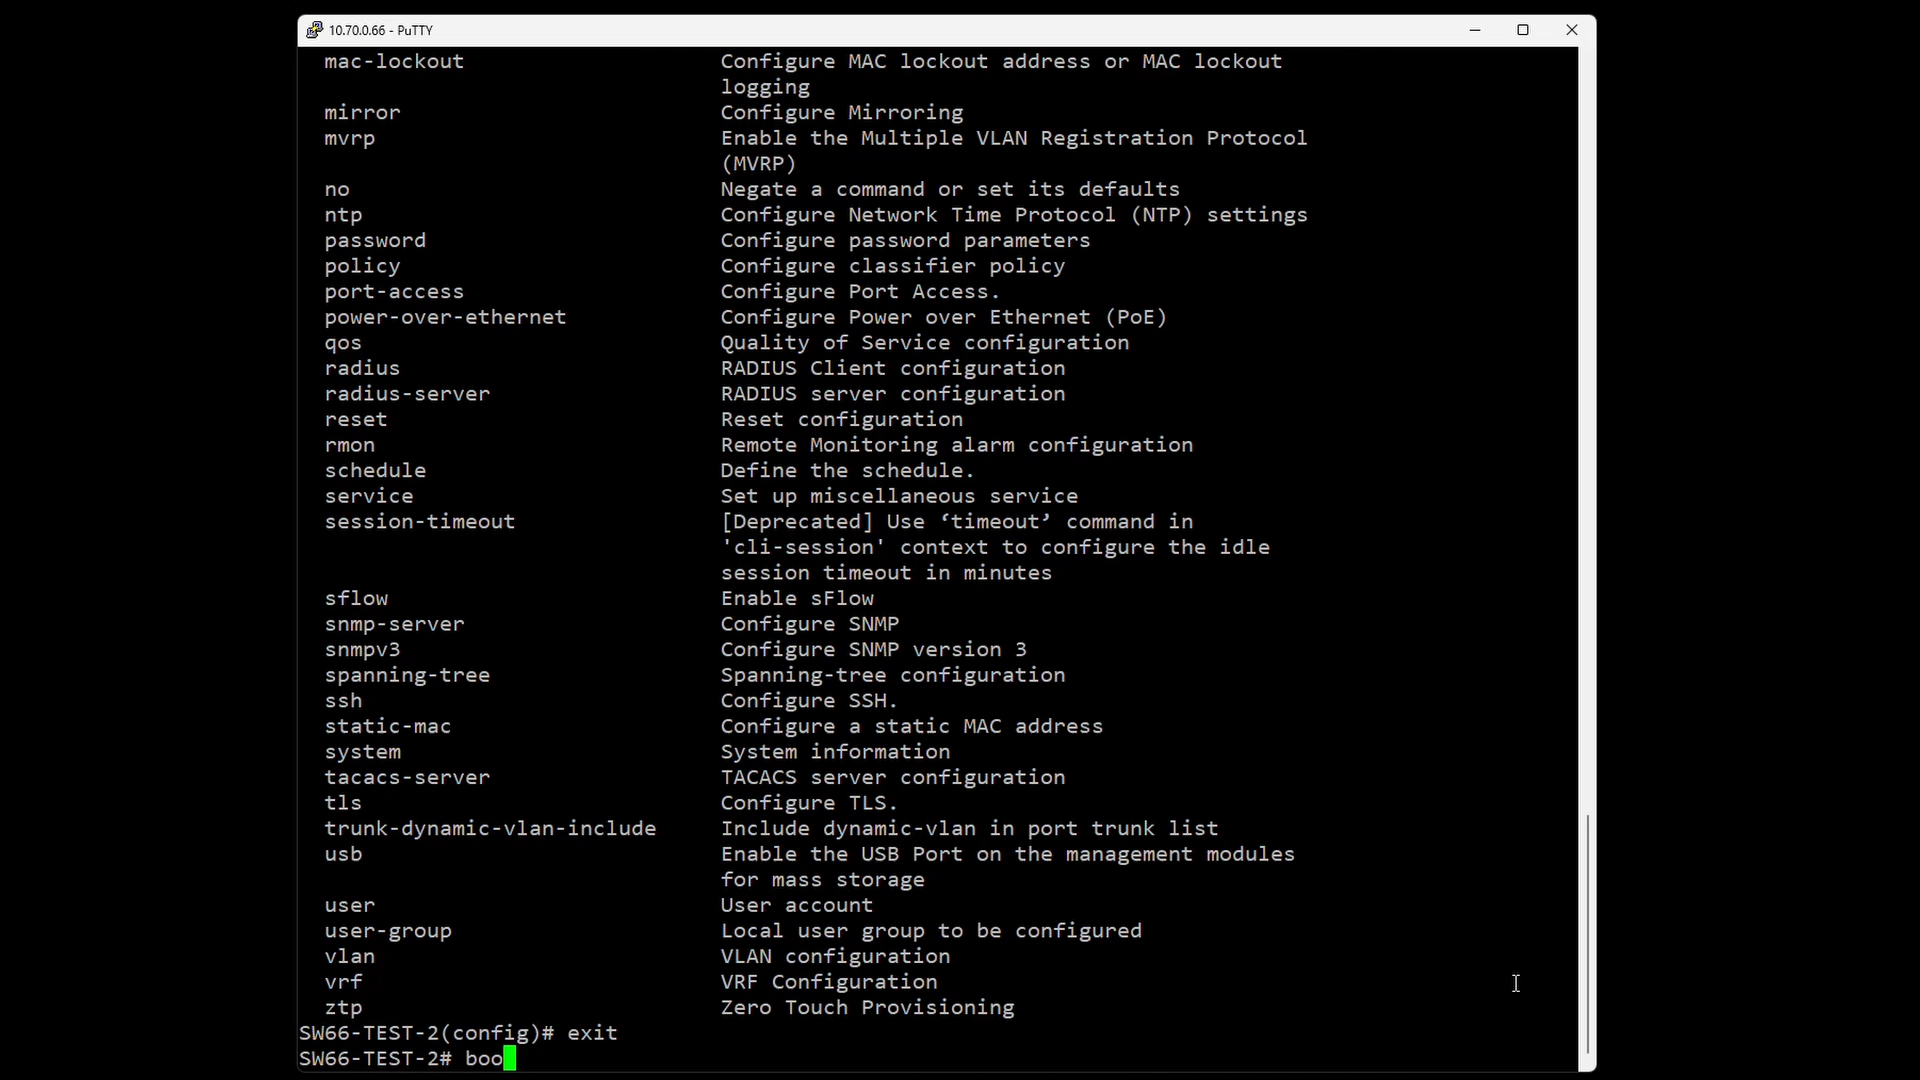 10.70.0.66 - PuTTY
mac-lockout Configure MAC lockout address or MAC lockout
logging
mirror Configure Mirroring
mvrp Enable the Multiple VLAN Registration Protocol
(MVRP)
no Negate a command or set its defaults
ntp Configure Network Time Protocol (NTP) settings
password Configure password parameters
policy Configure classifier policy
port-access Configure Port Access.
power-over-ethernet Configure Power over Ethernet (PoE)
qos Quality of Service configuration
radius RADIUS Client configuration
radius-server RADIUS server configuration
reset Reset configuration
rmon Remote Monitoring alarm configuration
schedule Define the schedule.
service Set up miscellaneous service
session-timeout [Deprecated] Use ‘timeout’ command in
'cli-session' context to configure the idle
session timeout in minutes
sflow Enable sFlow
snmp-server Configure SNMP
snmpv3 Configure SNMP version 3
spanning-tree Spanning-tree configuration
ssh Configure SSH.
static-mac Configure a static MAC address
system System information
tacacs-server TACACS server configuration
tls Configure TLS.
trunk-dynamic-vlan-include Include dynamic-vlan in port trunk list
usb Enable the USB Port on the management modules
for mass storage
user User account
user-group Local user group to be configured
vlan VLAN configuration
vrf VRF Configuration
ztp Zero Touch Provisioning
SW66-TEST-2(config)# exit
SW66-TEST-2# boo